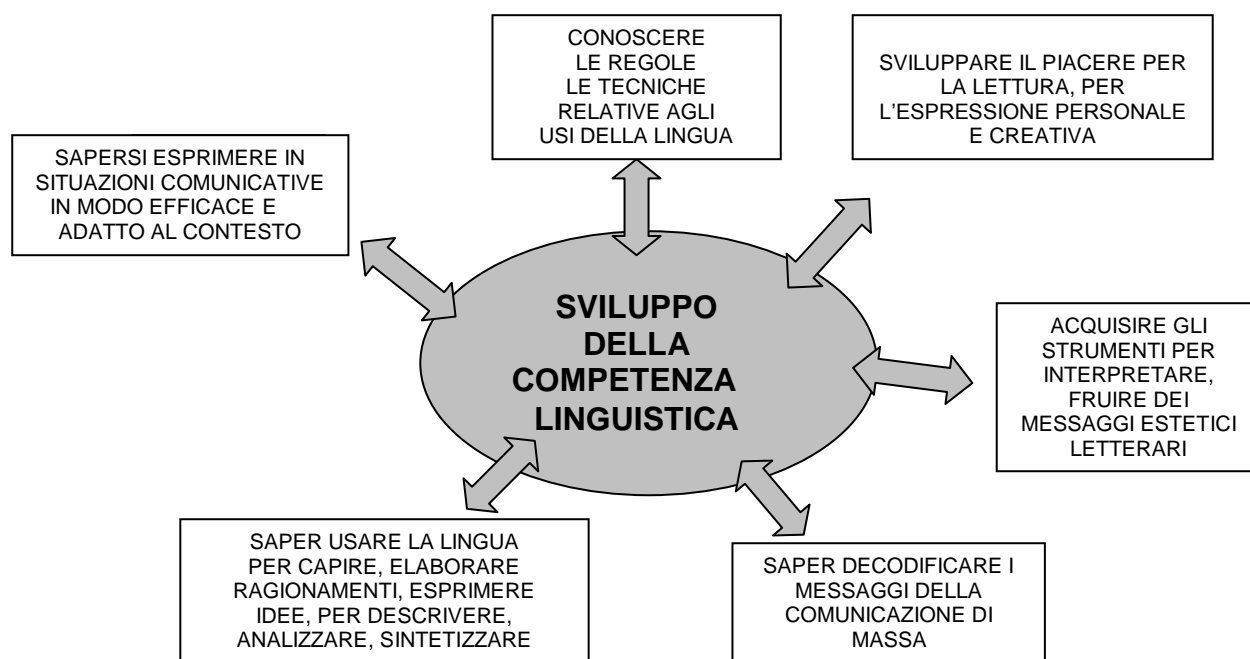 CONOSCERE
LE REGOLE
LE TECNICHE
RELATIVE AGLI
USI DELLA LINGUA
SVILUPPARE IL PIACERE PER
LA LETTURA, PER
L'ESPRESSIONE PERSONALE
E CREATIVA
SAPERSI ESPRIMERE IN
SITUAZIONI COMUNICATIVE
IN MODO EFFICACE E
ADATTO AL CONTESTO
SVILUPPO
DELLA
COMPETENZA
LINGUISTICA
ACQUISIRE GLI
STRUMENTI PER
INTERPRETARE,
FRUIRE DEI
MESSAGGI ESTETICI
LETTERARI
SAPER USARE LA LINGUA
PER CAPIRE, ELABORARE
RAGIONAMENTI, ESPRIMERE
IDEE, PER DESCRIVERE,
ANALIZZARE, SINTETIZZARE
SAPER DECODIFICARE I
MESSAGGI DELLA
COMUNICAZIONE DI
MASSA